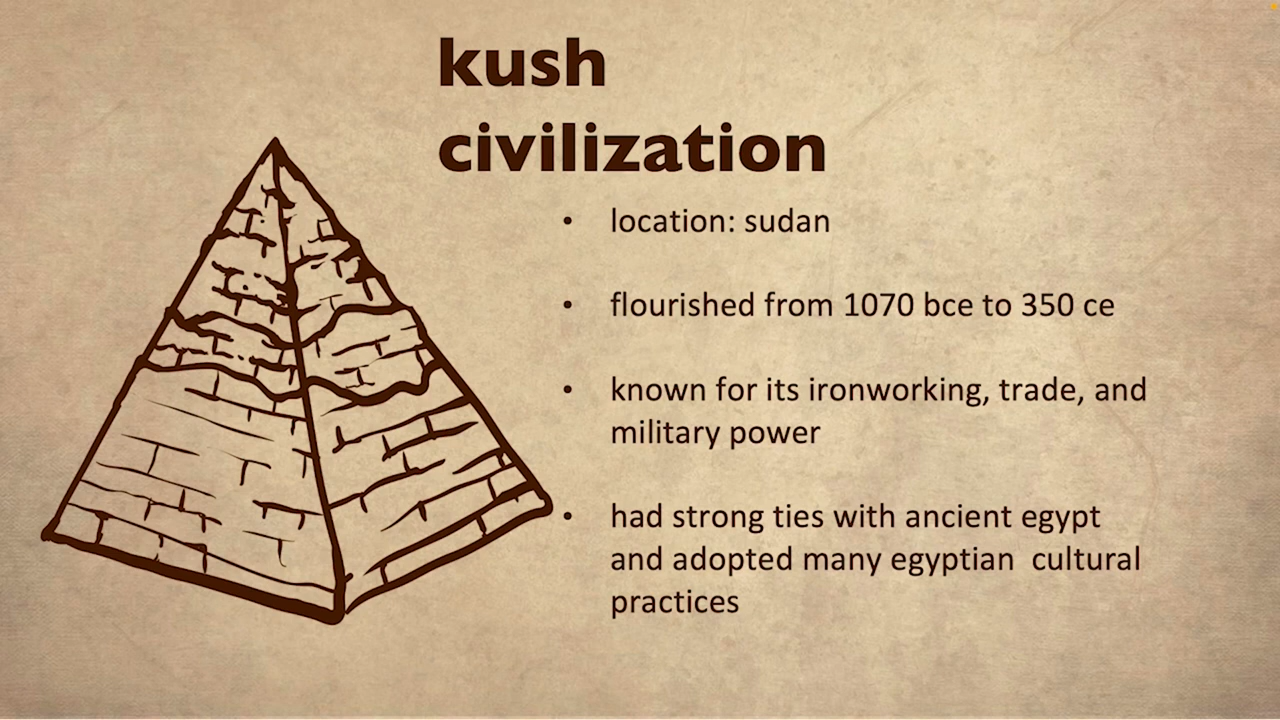 kush
civilization
• location: sudan
• flourished from 1070 bce to 350 ce
• known for its ironworking, trade, and
military power
• had strong ties with ancient egypt
and adopted many egyptian  cultural
practices